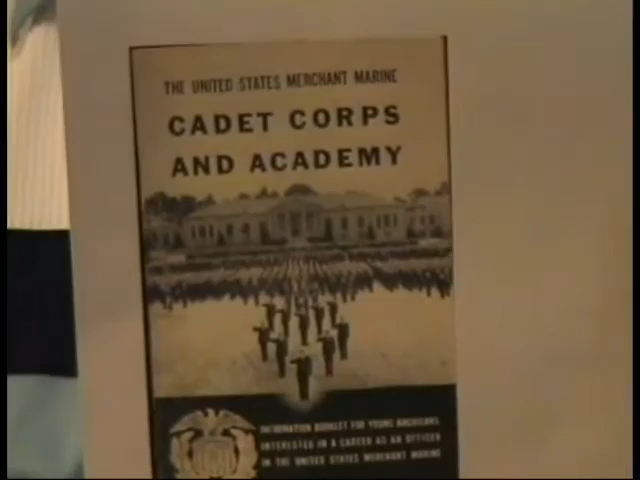 THE UNITED STATES MERCHANT MARINE
CADET CORPS
AND ACADEMY
INFORMATION BOOKLET FOR YOUNG AMERICANS
INTERESTED IN A CAREER AS AN OFFICER
IN THE UNITED STATES MERCHANT MARINE